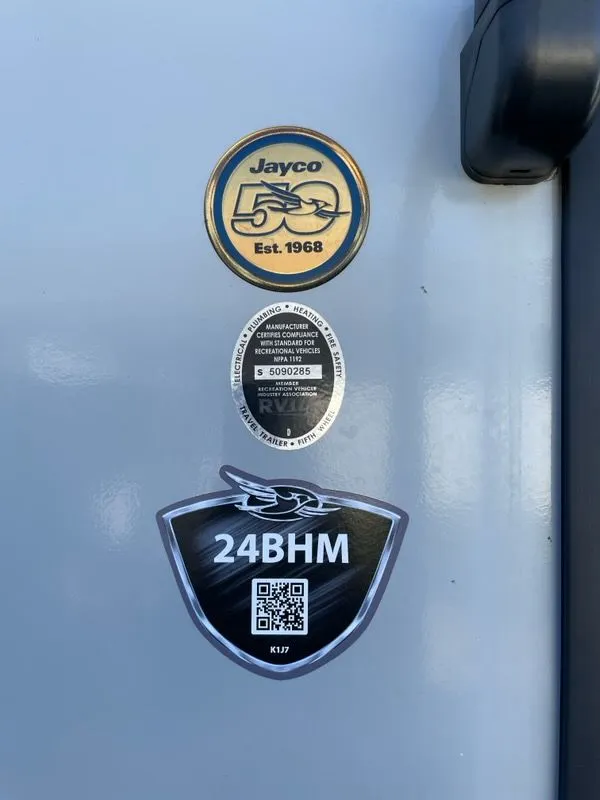 Jayco
50
Est. 1968
ELECTRICAL • PLUMBING • HEATING • FIRE SAFETY
MANUFACTURER
CERTIFIES COMPLIANCE
WITH STANDARD FOR
RECREATIONAL VEHICLES
NFPA 1192
S 5090285
MEMBER
RECREATION VEHICLE
INDUSTRY ASSOCIATION
RVIA
D
TRAVEL TRAILER • FIFTH WHEEL
24BHM
K1J7